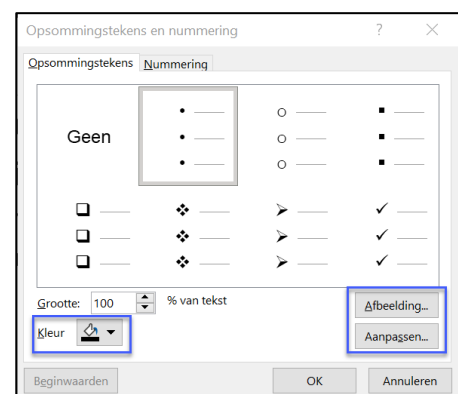 Opsommingstekens en nummering ? ×
Opsommingstekens Nummering
Geen
Grootte: 100 % van tekst
Afbeelding...
Kleur
Aanpassen...
Beginwaarden OK Annuleren